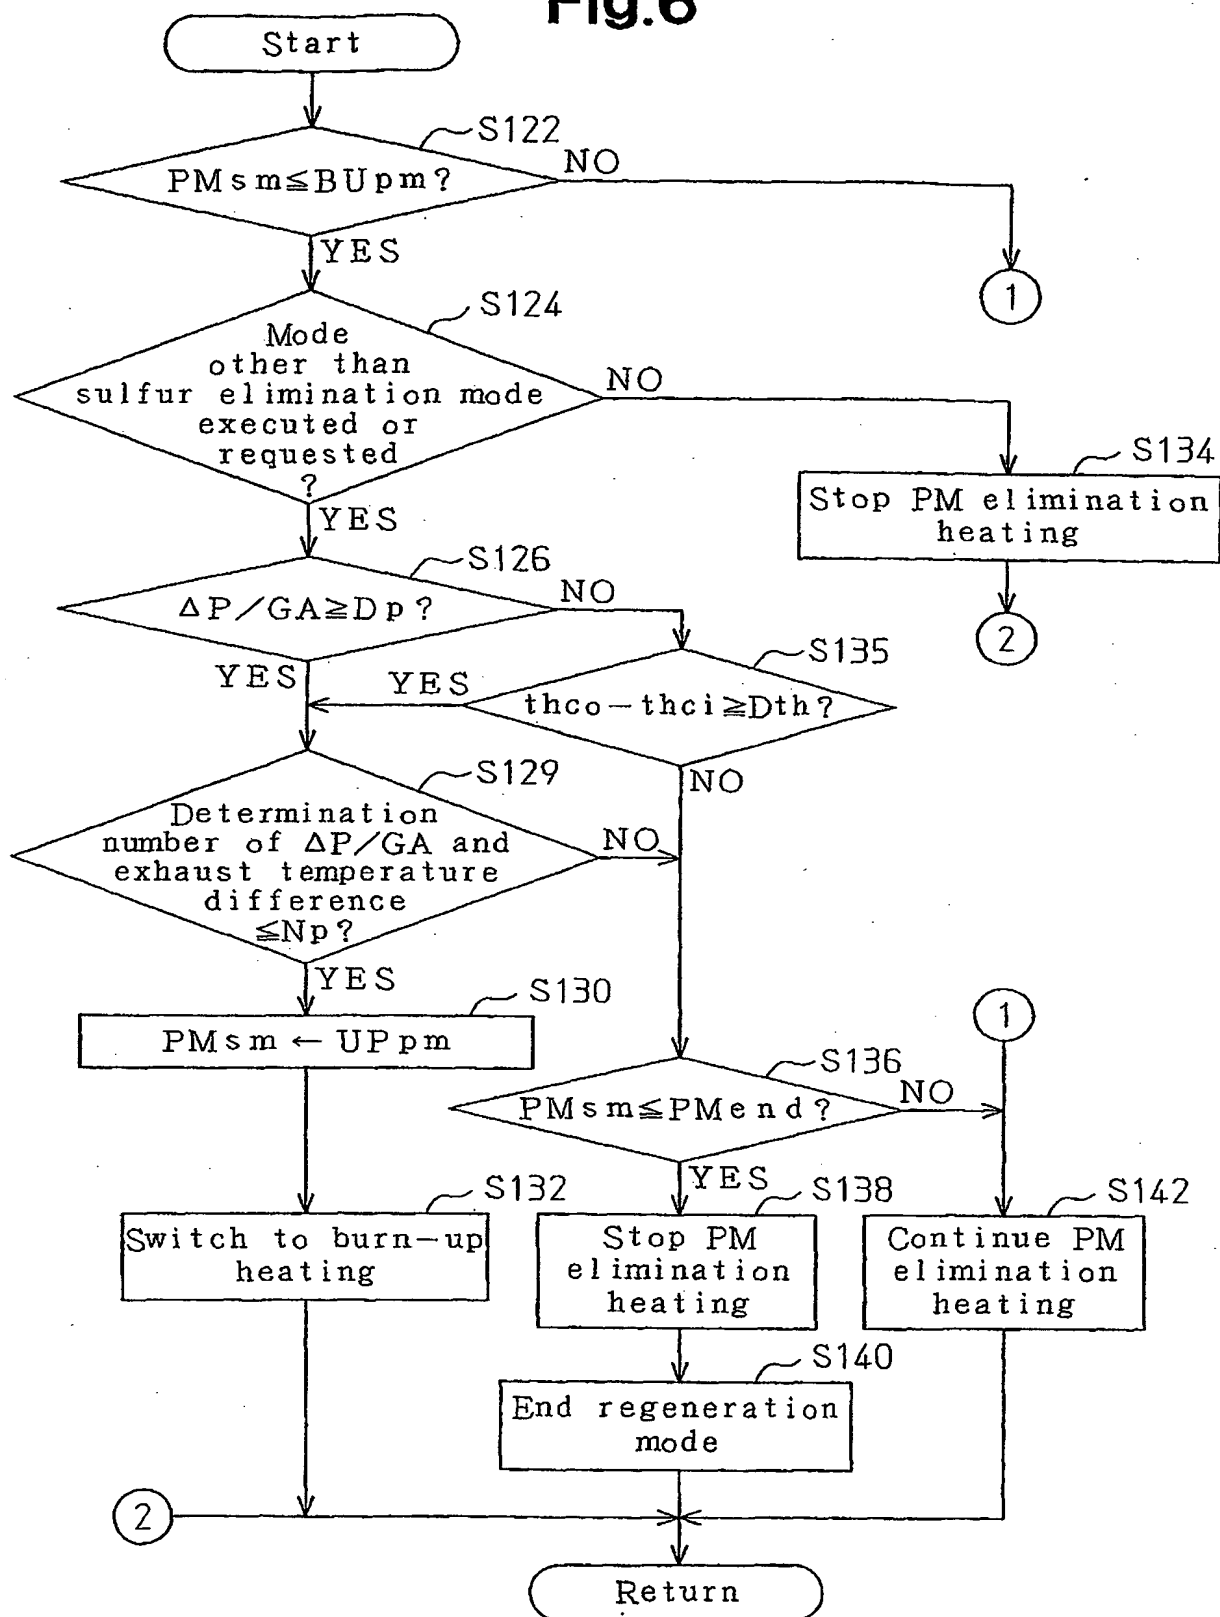 Fig.6
Start
S122
PMsm≦BUpm?
NO
YES
1
S124
Mode
other than
sulfur elimination mode
executed or
requested
?
NO
YES
S134
Stop PM elimination
heating
2
S126
ΔP/GA≧Dp?
NO
YES
S135
thco-thci≧Dth?
YES
NO
S129
Determination
number of ΔP/GA and
exhaust temperature
difference
≦Np?
NO
YES
S130
PMsm ← UPpm
1
S136
PMsm≦PMend?
NO
YES
S132
Switch to burn-up
heating
S138
Stop PM
elimination
heating
S142
Continue PM
elimination
heating
S140
End regeneration
mode
2
Return